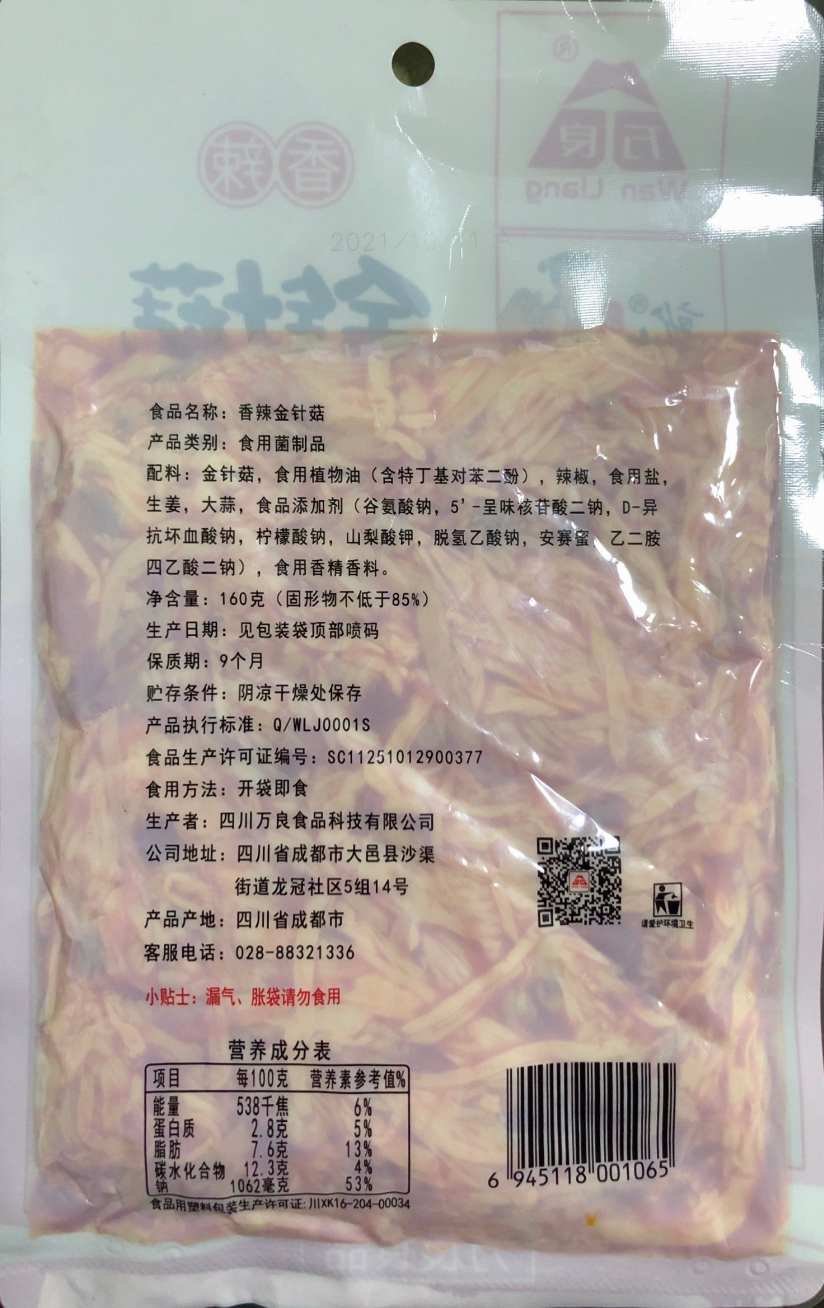 万良
Wan Liang
香辣
金针菇
食品名称：香辣金针菇
产品类别：食用菌制品
配料：金针菇，食用植物油（含特丁基对苯二酚），辣椒，食用盐，
生姜，大蒜，食品添加剂（谷氨酸钠，5'-呈味核苷酸二钠，D-异
抗坏血酸钠，柠檬酸钠，山梨酸钾，脱氢乙酸钠，安赛蜜，乙二胺
四乙酸二钠），食用香精香料。
净含量：160克（固形物不低于85%）
生产日期：见包装袋顶部喷码
保质期：9个月
贮存条件：阴凉干燥处保存
产品执行标准：Q/WLJ0001S
食品生产许可证编号：SC11251012900377
食用方法：开袋即食
生产者：四川万良食品科技有限公司
公司地址：四川省成都市大邑县沙渠
街道龙冠社区5组14号
产品产地：四川省成都市
客服电话：028-88321336
请爱护环境卫生
小贴士：漏气、胀袋请勿食用
营养成分表
项目 每100克 营养素参考值%
能量 538千焦 6%
蛋白质 2.8克 5%
脂肪 7.6克 13%
碳水化合物 12.3克 4%
钠 1062毫克 53%
食品用塑料包装生产许可证:川XK16-204-00034
6 945118 001065